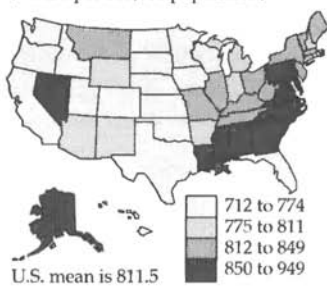 712 to 774
775 to 811
812 to 849
850 to 949
U.S. mean is 811.5